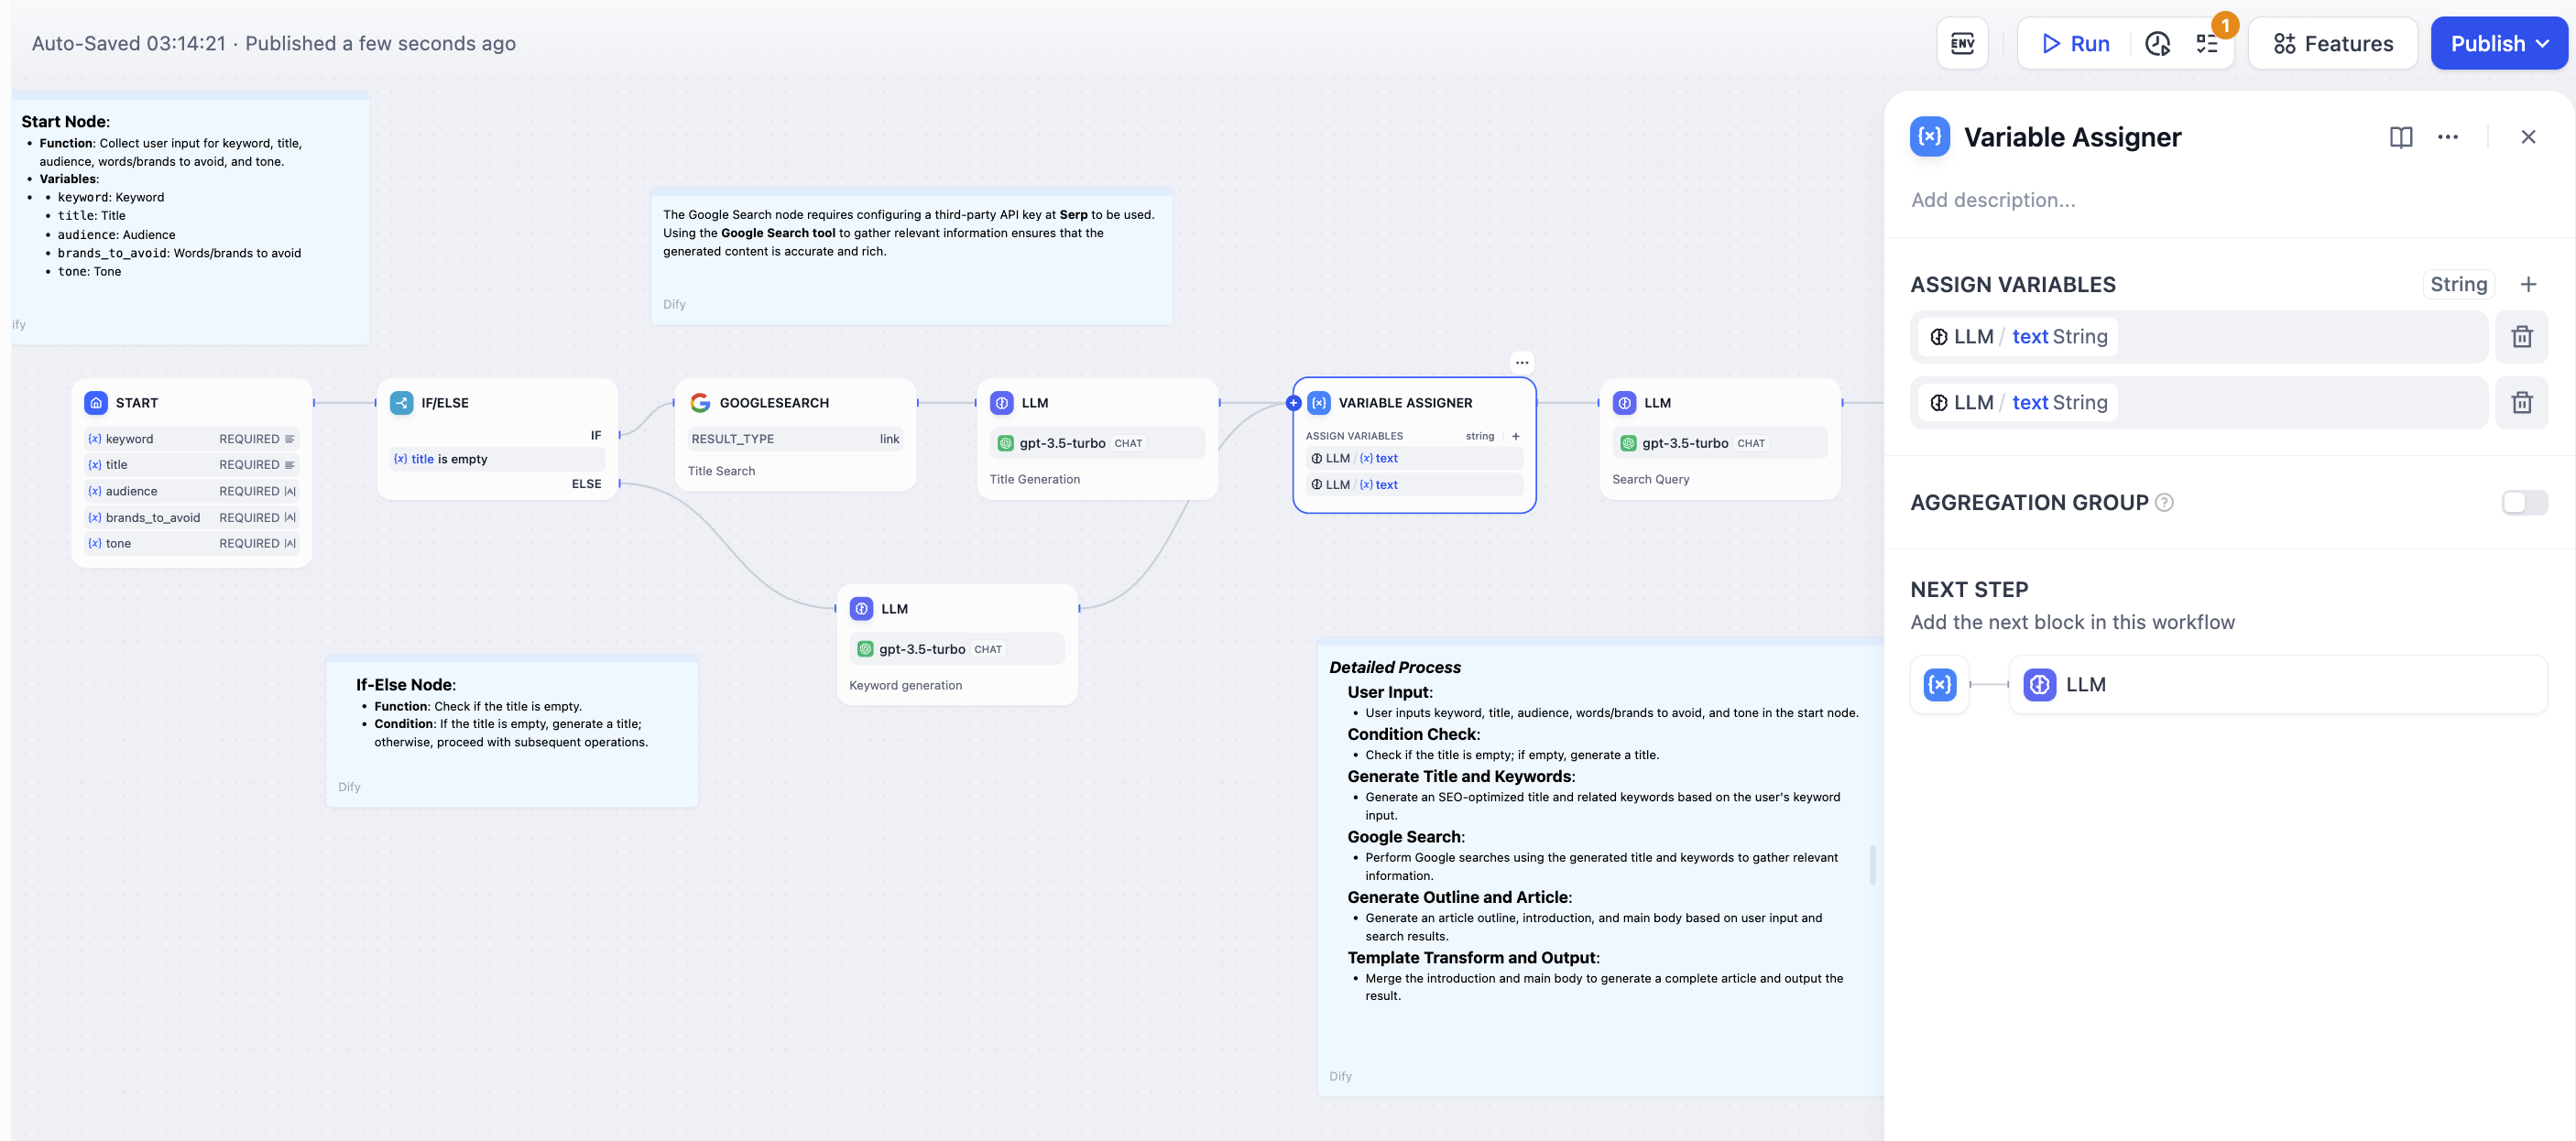 Auto-Saved 03:14:21 · Published a few seconds ago
ENV
Run
1
Features
Publish
Start Node:
• Function: Collect user input for keyword, title,
audience, words/brands to avoid, and tone.
• Variables:
• • keyword: Keyword
• title: Title
• audience: Audience
• brands_to_avoid: Words/brands to avoid
• tone: Tone
ify
The Google Search node requires configuring a third-party API key at Serp to be used.
Using the Google Search tool to gather relevant information ensures that the
generated content is accurate and rich.
Dify
START
{x} keyword REQUIRED
{x} title REQUIRED
{x} audience REQUIRED |A|
{x} brands_to_avoid REQUIRED |A|
{x} tone REQUIRED |A|
IF/ELSE
IF
{x} title is empty
ELSE
GOOGLESEARCH
RESULT_TYPE link
Title Search
LLM
gpt-3.5-turbo CHAT
Title Generation
VARIABLE ASSIGNER
ASSIGN VARIABLES string +
LLM / {x} text
LLM / {x} text
LLM
gpt-3.5-turbo CHAT
Search Query
LLM
gpt-3.5-turbo CHAT
Keyword generation
If-Else Node:
• Function: Check if the title is empty.
• Condition: If the title is empty, generate a title;
otherwise, proceed with subsequent operations.
Dify
Detailed Process
User Input:
• User inputs keyword, title, audience, words/brands to avoid, and tone in the start node.
Condition Check:
• Check if the title is empty; if empty, generate a title.
Generate Title and Keywords:
• Generate an SEO-optimized title and related keywords based on the user's keyword
input.
Google Search:
• Perform Google searches using the generated title and keywords to gather relevant
information.
Generate Outline and Article:
• Generate an article outline, introduction, and main body based on user input and
search results.
Template Transform and Output:
• Merge the introduction and main body to generate a complete article and output the
result.
Dify
{x} Variable Assigner
Add description...
ASSIGN VARIABLES String +
LLM / text String
LLM / text String
AGGREGATION GROUP ?
NEXT STEP
Add the next block in this workflow
{x} LLM